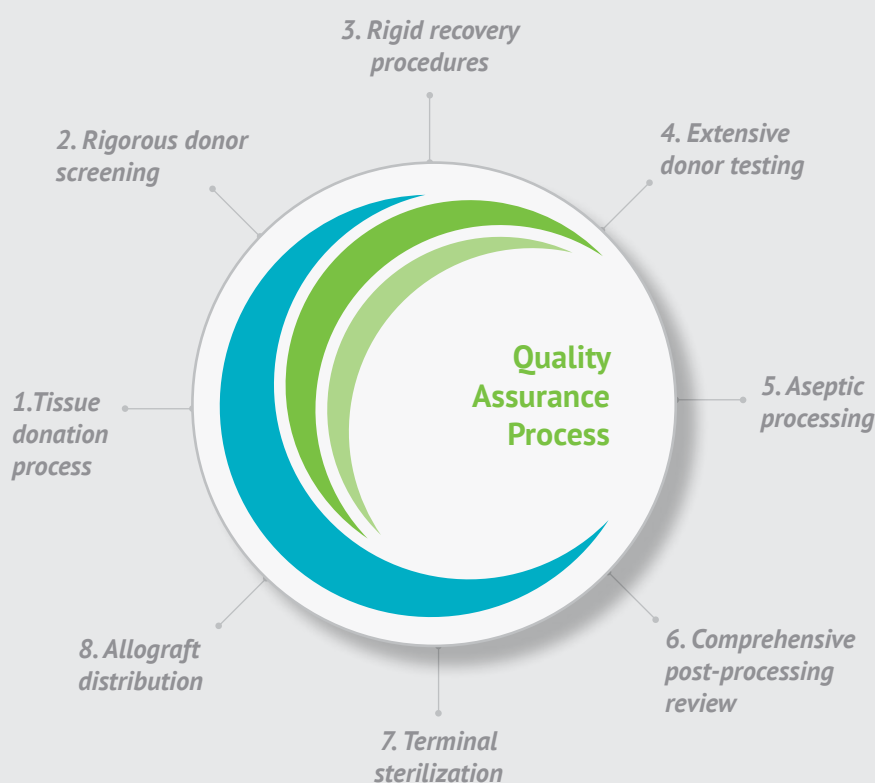 3. Rigid recovery
procedures
2. Rigorous donor
screening
4. Extensive
donor testing
Quality
Assurance
Process
1.Tissue
donation
process
5. Aseptic
processing
8. Allograft
distribution
6. Comprehensive
post-processing
review
7. Terminal
sterilization